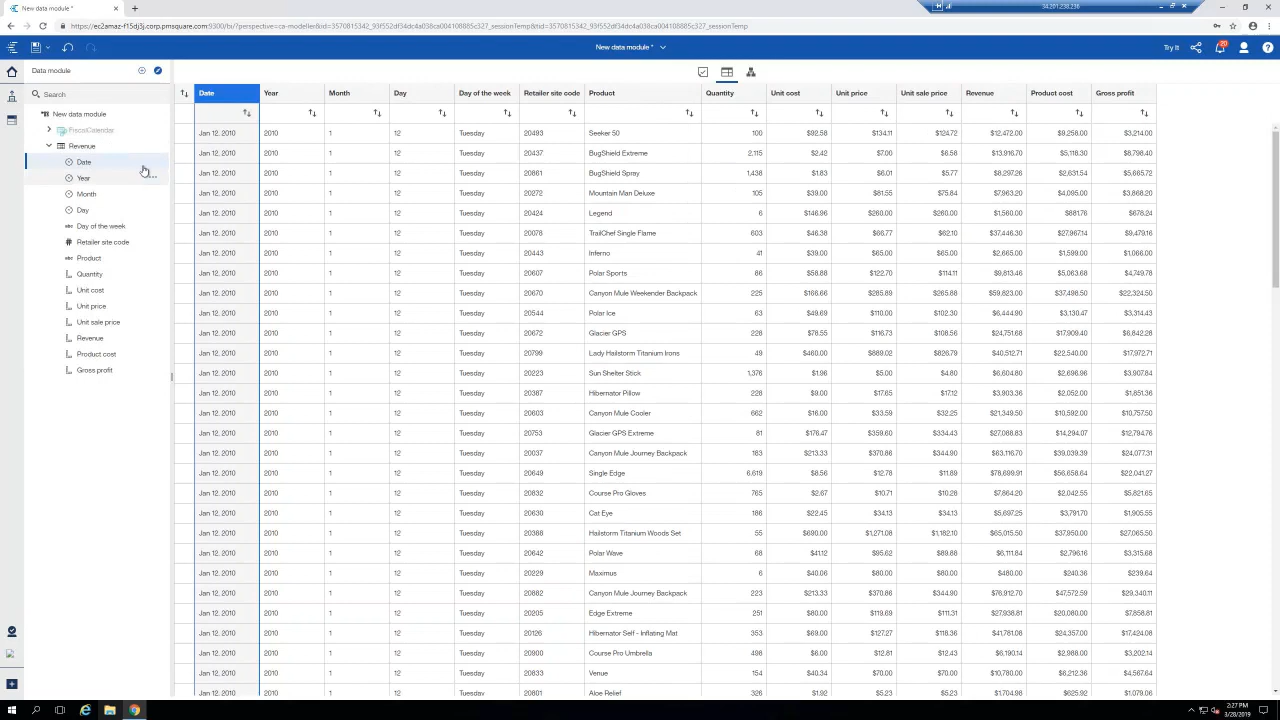 New data module *
34.201.238.236
https://ec2amaz-f15dj3j.corp.pmsquare.com:9300/bi/?perspective=ca-modeller&id=3570815342_93f552df34dc4a038ca004138105c327_sessionTemp&tid=3570815342_93f552df34dc4a038ca004138105c327_sessionTemp
New data module *
Try It
20
Data module
Search
New data module
FiscalCalendar
Revenue
Date
Year
Month
Day
Day of the week
Retailer site code
Product
Quantity
Unit cost
Unit price
Unit sale price
Revenue
Product cost
Gross profit
Date Year Month Day Day of the week Retailer site code Product Quantity Unit cost Unit price Unit sale price Revenue Product cost Gross profit
Jan 12, 2010 2010 1 12 Tuesday 20493 Seeker 50 100 $92.58 $134.11 $124.72 $12,472.00 $9,258.00 $3,214.00
Jan 12, 2010 2010 1 12 Tuesday 20437 BugShield Extreme 2,115 $2.42 $7.00 $6.58 $13,916.70 $5,118.30 $8,798.40
Jan 12, 2010 2010 1 12 Tuesday 20861 BugShield Spray 1,438 $1.83 $6.01 $5.77 $8,297.26 $2,631.54 $5,665.72
Jan 12, 2010 2010 1 12 Tuesday 20272 Mountain Man Deluxe 105 $39.00 $81.55 $75.84 $7,963.20 $4,095.00 $3,868.20
Jan 12, 2010 2010 1 12 Tuesday 20424 Legend 6 $146.96 $260.00 $260.00 $1,560.00 $881.76 $678.24
Jan 12, 2010 2010 1 12 Tuesday 20078 TrailChef Single Flame 603 $46.38 $66.77 $62.10 $37,446.30 $27,967.14 $9,479.16
Jan 12, 2010 2010 1 12 Tuesday 20443 Inferno 41 $39.00 $65.00 $65.00 $2,665.00 $1,599.00 $1,066.00
Jan 12, 2010 2010 1 12 Tuesday 20607 Polar Sports 86 $58.88 $122.70 $114.11 $9,813.46 $5,063.68 $4,749.78
Jan 12, 2010 2010 1 12 Tuesday 20670 Canyon Mule Weekender Backpack 225 $166.66 $285.89 $265.88 $59,823.00 $37,498.50 $22,324.50
Jan 12, 2010 2010 1 12 Tuesday 20544 Polar Ice 63 $49.69 $110.00 $102.30 $6,444.90 $3,130.47 $3,314.43
Jan 12, 2010 2010 1 12 Tuesday 20672 Glacier GPS 228 $78.55 $116.73 $108.56 $24,751.68 $17,909.40 $6,842.28
Jan 12, 2010 2010 1 12 Tuesday 20799 Lady Hailstorm Titanium Irons 49 $460.00 $889.02 $826.79 $40,512.71 $22,540.00 $17,972.71
Jan 12, 2010 2010 1 12 Tuesday 20223 Sun Shelter Stick 1,376 $1.96 $5.00 $4.80 $6,604.80 $2,696.96 $3,907.84
Jan 12, 2010 2010 1 12 Tuesday 20387 Hibernator Pillow 228 $9.00 $17.65 $17.12 $3,903.36 $2,052.00 $1,851.36
Jan 12, 2010 2010 1 12 Tuesday 20603 Canyon Mule Cooler 662 $16.00 $33.59 $32.25 $21,349.50 $10,592.00 $10,757.50
Jan 12, 2010 2010 1 12 Tuesday 20753 Glacier GPS Extreme 81 $176.47 $359.60 $334.43 $27,088.83 $14,294.07 $12,794.76
Jan 12, 2010 2010 1 12 Tuesday 20037 Canyon Mule Journey Backpack 183 $213.33 $370.86 $344.90 $63,116.70 $39,039.39 $24,077.31
Jan 12, 2010 2010 1 12 Tuesday 20649 Single Edge 6,619 $8.56 $12.78 $11.89 $78,699.91 $56,658.64 $22,041.27
Jan 12, 2010 2010 1 12 Tuesday 20832 Course Pro Gloves 765 $2.67 $10.71 $10.28 $7,864.20 $2,042.55 $5,821.65
Jan 12, 2010 2010 1 12 Tuesday 20630 Cat Eye 186 $22.45 $34.13 $34.13 $5,697.25 $3,791.70 $1,905.55
Jan 12, 2010 2010 1 12 Tuesday 20388 Hailstorm Titanium Woods Set 55 $690.00 $1,271.08 $1,182.10 $65,015.50 $37,950.00 $27,065.50
Jan 12, 2010 2010 1 12 Tuesday 20642 Polar Wave 68 $41.12 $95.62 $89.88 $6,111.84 $2,796.16 $3,315.68
Jan 12, 2010 2010 1 12 Tuesday 20229 Maximus 6 $40.06 $80.00 $80.00 $480.00 $240.36 $239.64
Jan 12, 2010 2010 1 12 Tuesday 20882 Canyon Mule Journey Backpack 223 $213.33 $370.86 $344.90 $76,912.70 $47,572.59 $29,340.11
Jan 12, 2010 2010 1 12 Tuesday 20205 Edge Extreme 251 $80.00 $119.69 $111.31 $27,938.81 $20,080.00 $7,858.81
Jan 12, 2010 2010 1 12 Tuesday 20126 Hibernator Self - Inflating Mat 353 $69.00 $127.27 $118.36 $41,781.08 $24,357.00 $17,424.08
Jan 12, 2010 2010 1 12 Tuesday 20900 Course Pro Umbrella 498 $6.00 $12.81 $12.43 $6,190.14 $2,988.00 $3,202.14
Jan 12, 2010 2010 1 12 Tuesday 20833 Venue 154 $40.34 $70.00 $70.00 $10,780.00 $6,212.36 $4,567.64
Jan 12, 2010 2010 1 12 Tuesday 20801 Aloe Relief 326 $1.92 $5.23 $5.23 $1,704.98 $625.92 $1,079.06
2:27 PM
3/28/2019